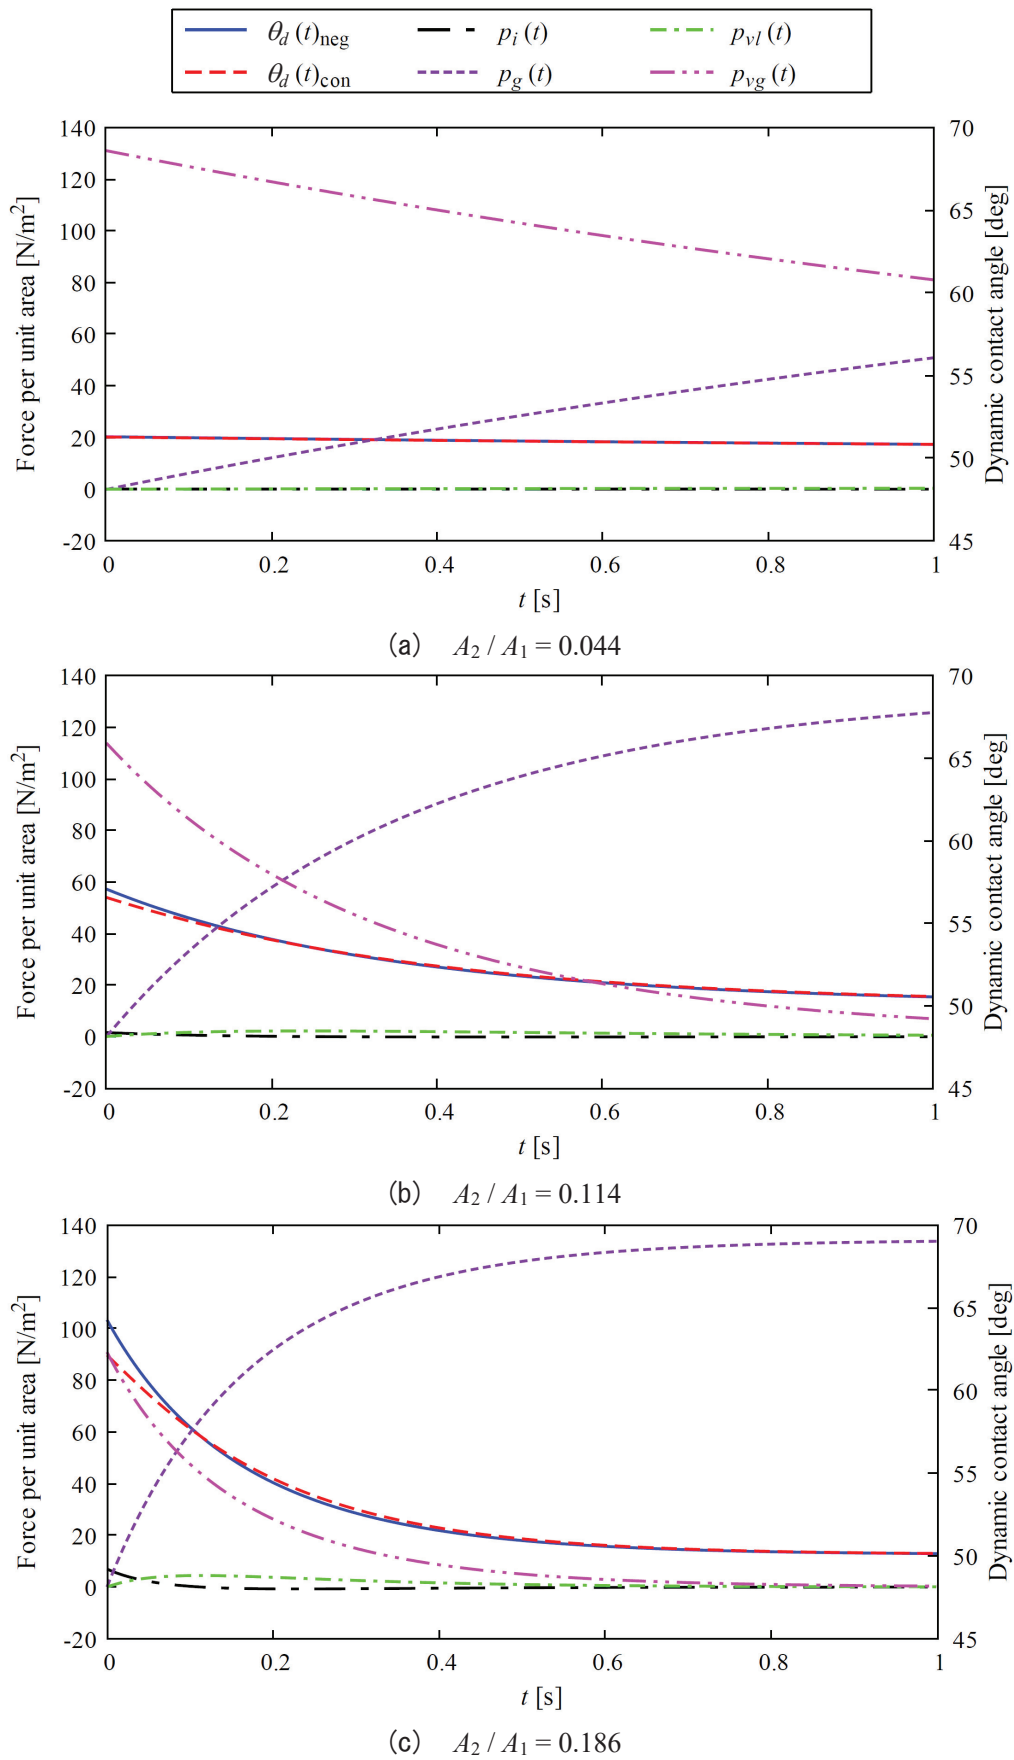 θd (t)neg pi (t) pvl (t)
θd (t)con pg (t) pvg (t)
140 120 100 80 60 40 20 0 -20
Force per unit area [N/m2]
70 65 60 55 50 45
Dynamic contact angle [deg]
0 0.2 0.4 0.6 0.8 1
t [s]
(a) A2 / A1 = 0.044
140 120 100 80 60 40 20 0 -20
Force per unit area [N/m2]
70 65 60 55 50 45
Dynamic contact angle [deg]
0 0.2 0.4 0.6 0.8 1
t [s]
(b) A2 / A1 = 0.114
140 120 100 80 60 40 20 0 -20
Force per unit area [N/m2]
70 65 60 55 50 45
Dynamic contact angle [deg]
0 0.2 0.4 0.6 0.8 1
t [s]
(c) A2 / A1 = 0.186